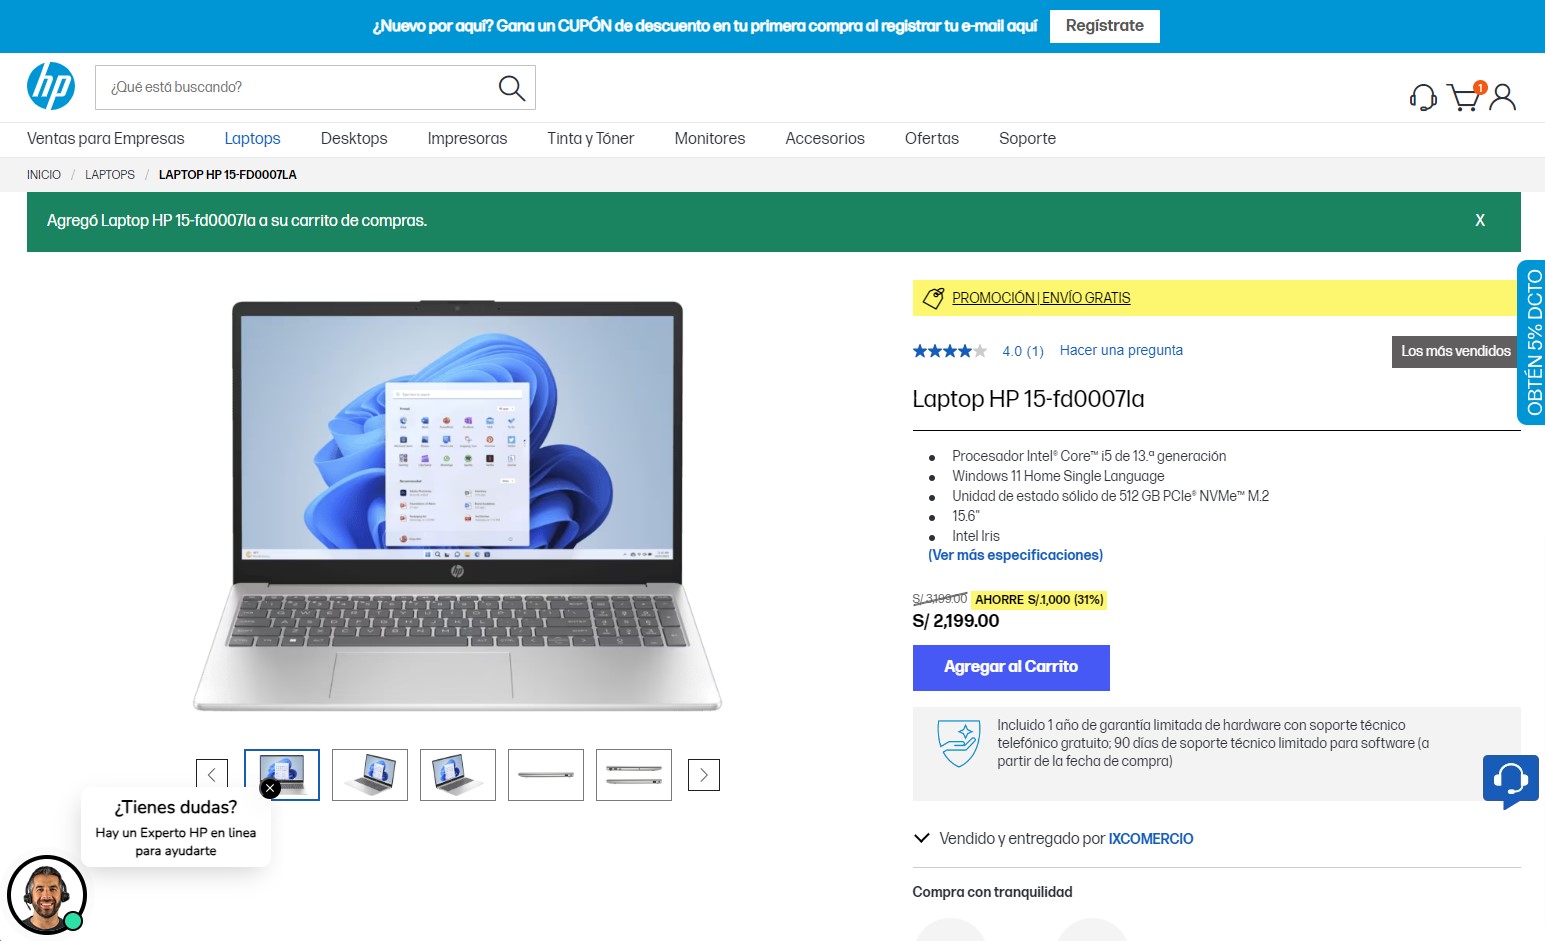 ¿Nuevo por aquí? Gana un CUPÓN de descuento en tu primera compra al registrar tu e-mail aquí
Regístrate
hp
¿Qué está buscando?
1
Ventas para Empresas
Laptops
Desktops
Impresoras
Tinta y Tóner
Monitores
Accesorios
Ofertas
Soporte
INICIO / LAPTOPS / LAPTOP HP 15-FD0007LA
Agregó Laptop HP 15-fd0007la a su carrito de compras.
X
PROMOCIÓN | ENVÍO GRATIS
OBTÉN 5% DCTO
4.0 (1)
Hacer una pregunta
Los más vendidos
Laptop HP 15-fd0007la
Procesador Intel® Core™ i5 de 13.ª generación
Windows 11 Home Single Language
Unidad de estado sólido de 512 GB PCIe® NVMe™ M.2
15.6"
Intel Iris
(Ver más especificaciones)
S/ 3,199.00 AHORRE S/.1,000 (31%)
S/ 2,199.00
Agregar al Carrito
Incluido 1 año de garantía limitada de hardware con soporte técnico
telefónico gratuito; 90 días de soporte técnico limitado para software (a
partir de la fecha de compra)
Vendido y entregado por IXCOMERCIO
Compra con tranquilidad
¿Tienes dudas?
Hay un Experto HP en linea
para ayudarte